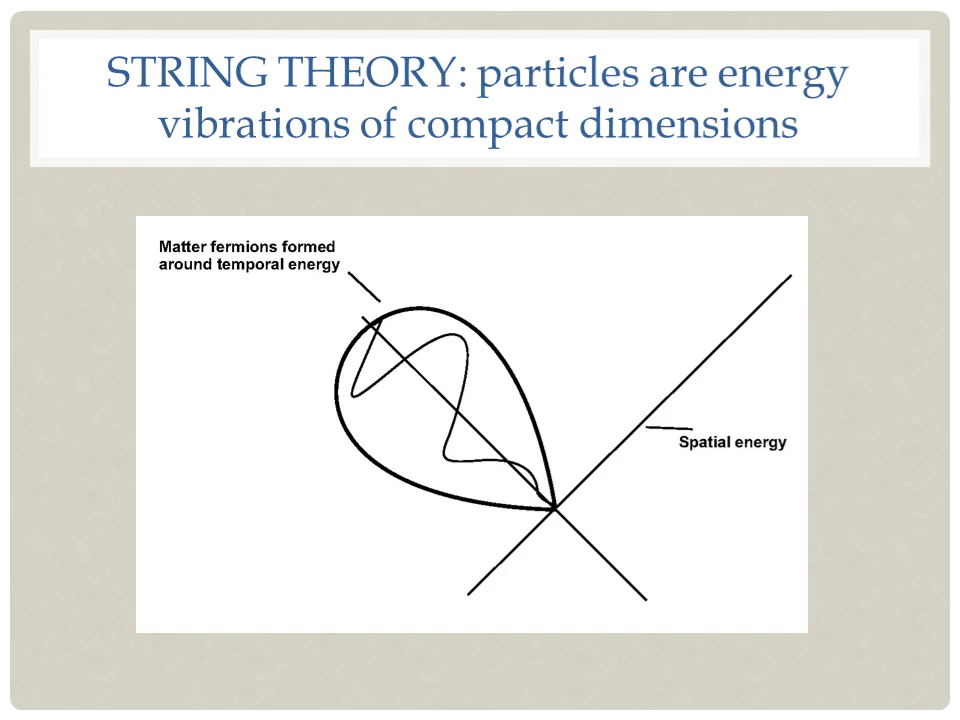 STRING THEORY: particles are energy
vibrations of compact dimensions
Matter fermions formed
around temporal energy
Spatial energy